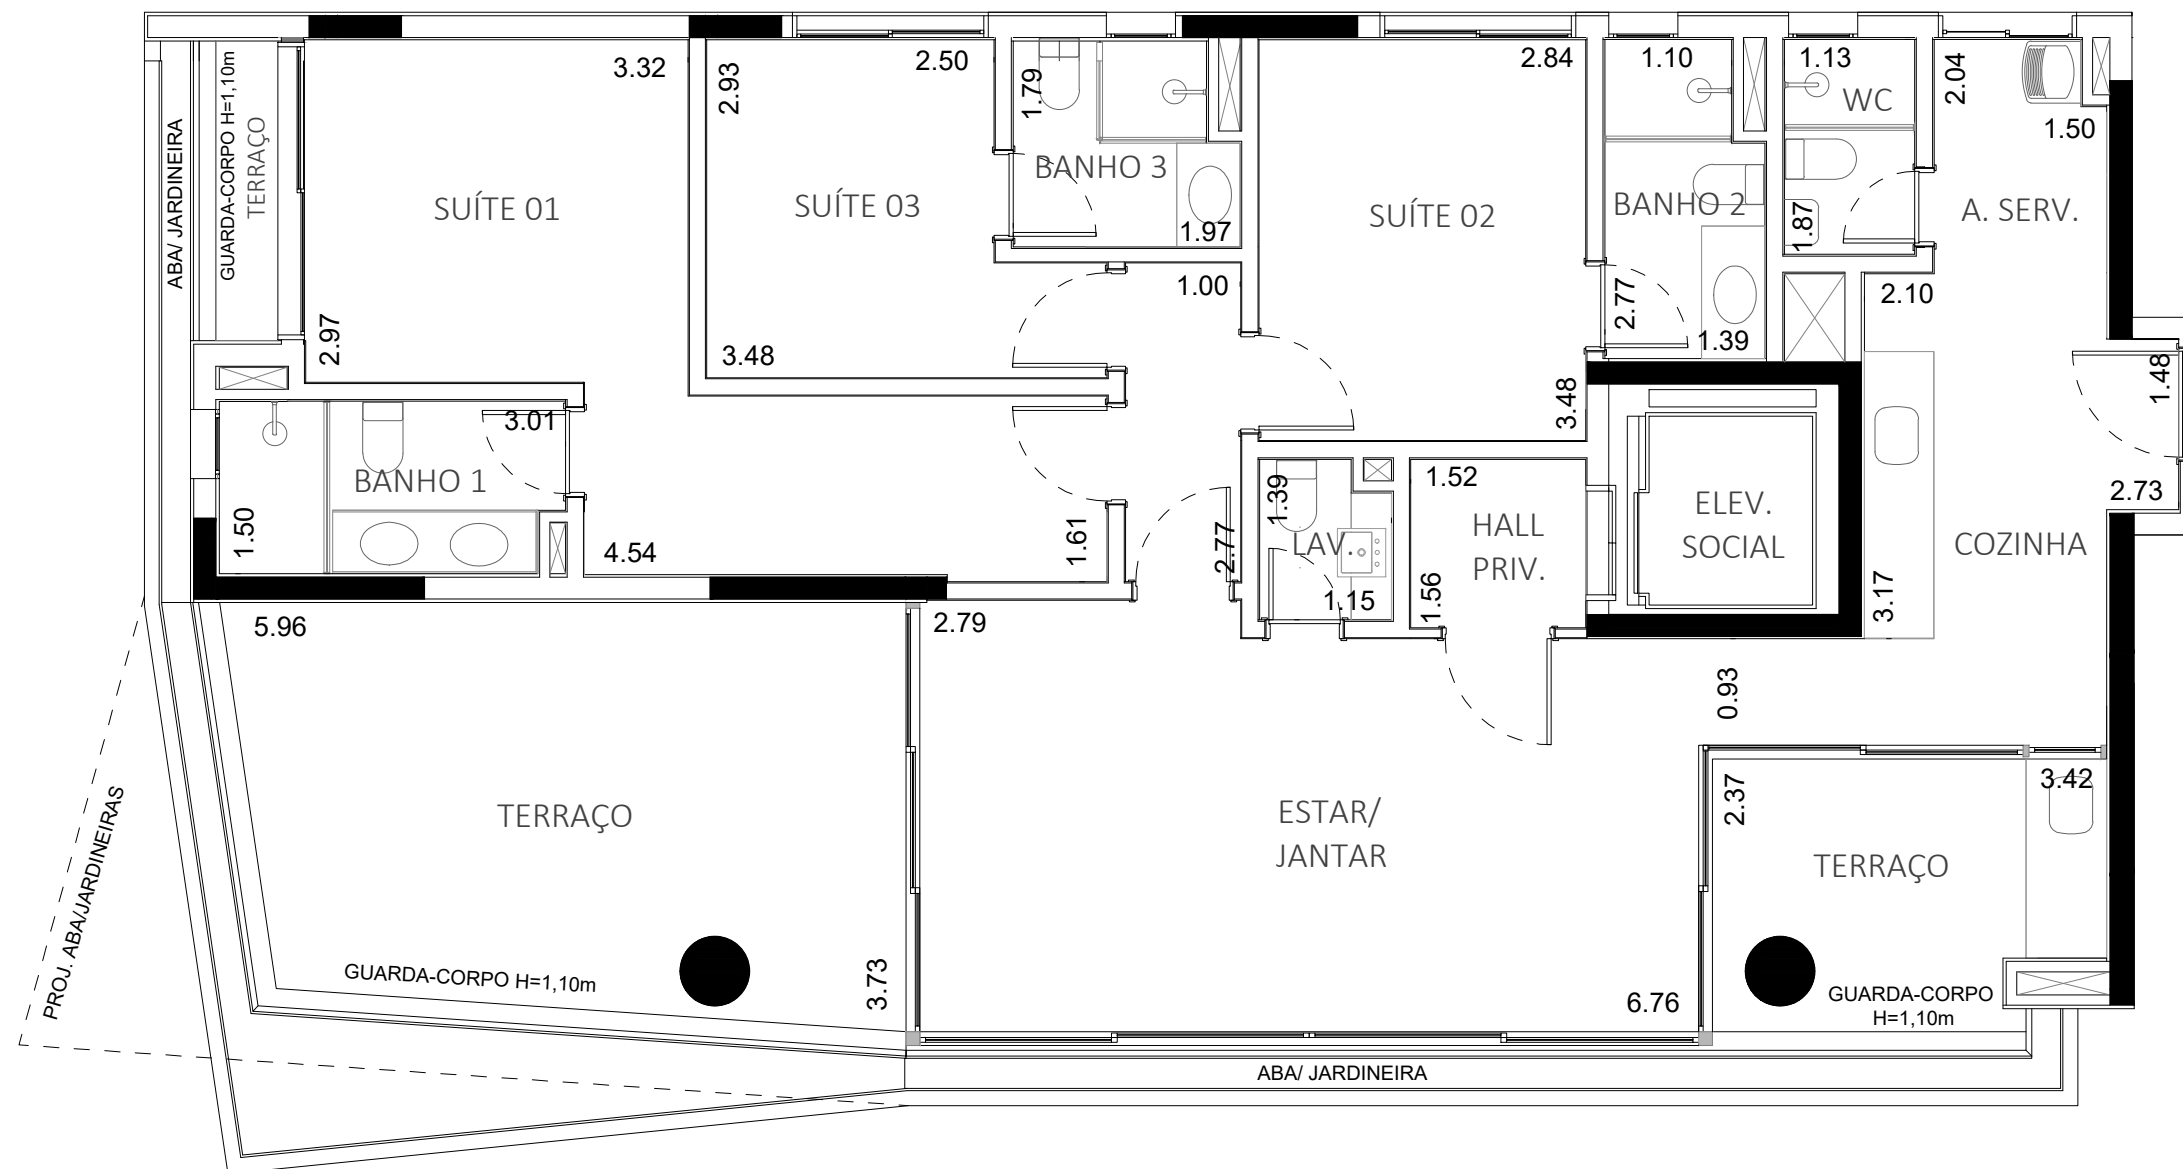 3.32
2.93
2.50
1.79
2.84
1.10
1.13
2.04
WC
1.50
GUARDA-CORPO H=1,10m
TERRAÇO
ABA/ JARDINEIRA
SUÍTE 01
SUÍTE 03
BANHO 3
1.97
SUÍTE 02
BANHO 2
1.87
A. SERV.
2.97
3.48
1.00
2.77
1.39
2.10
1.48
3.01
BANHO 1
1.50
4.54
1.61
2.77
3.48
1.39
LAV.
1.15
1.52
HALL
PRIV.
1.56
ELEV.
SOCIAL
COZINHA
2.73
3.17
5.96
2.79
0.93
PROJ. ABA/JARDINEIRAS
TERRAÇO
ESTAR/
JANTAR
2.37
3.42
TERRAÇO
GUARDA-CORPO H=1,10m
3.73
6.76
GUARDA-CORPO
H=1,10m
ABA/ JARDINEIRA